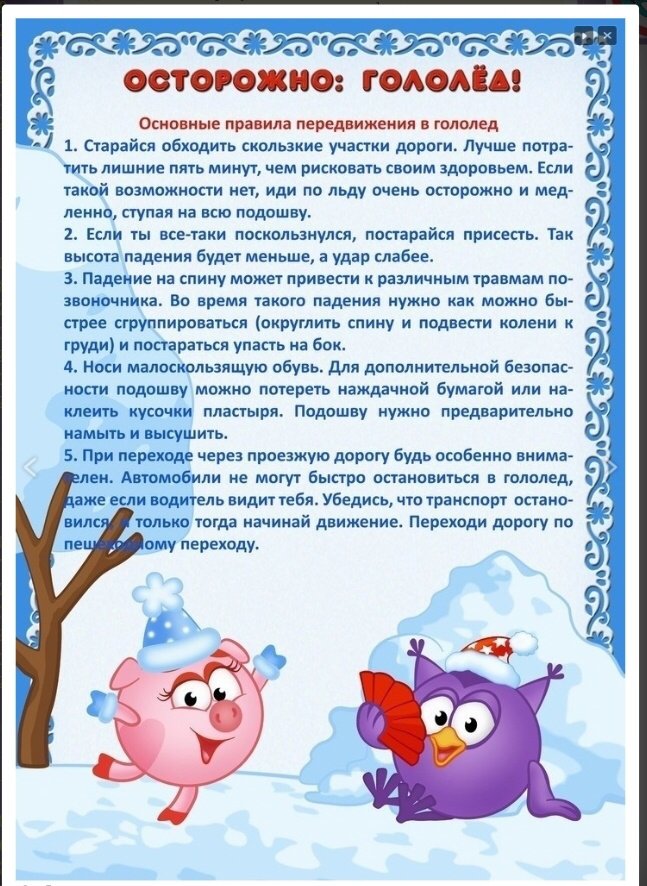 ОСТОРОЖНО: ГОЛОЛЁД!
Основные правила передвижения в гололед
1. Старайся обходить скользкие участки дороги. Лучше потра-
тить лишние пять минут, чем рисковать своим здоровьем. Если
такой возможности нет, иди по льду очень осторожно и мед-
ленно, ступая на всю подошву.
2. Если ты все-таки поскользнулся, постарайся присесть. Так
высота падения будет меньше, а удар слабее.
3. Падение на спину может привести к различным травмам по-
звоночника. Во время такого падения нужно как можно бы-
стрее сгруппироваться (округлить спину и подвести колени к
груди) и постараться упасть на бок.
4. Носи малоскользящую обувь. Для дополнительной безопас-
ности подошву можно потереть наждачной бумагой или на-
клеить кусочки пластыря. Подошву нужно предварительно
намыть и высушить.
5. При переходе через проезжую дорогу будь особенно внима-
телен. Автомобили не могут быстро остановиться в гололед,
даже если водитель видит тебя. Убедись, что транспорт остано-
вился, и только тогда начинай движение. Переходи дорогу по
пешеходному переходу.